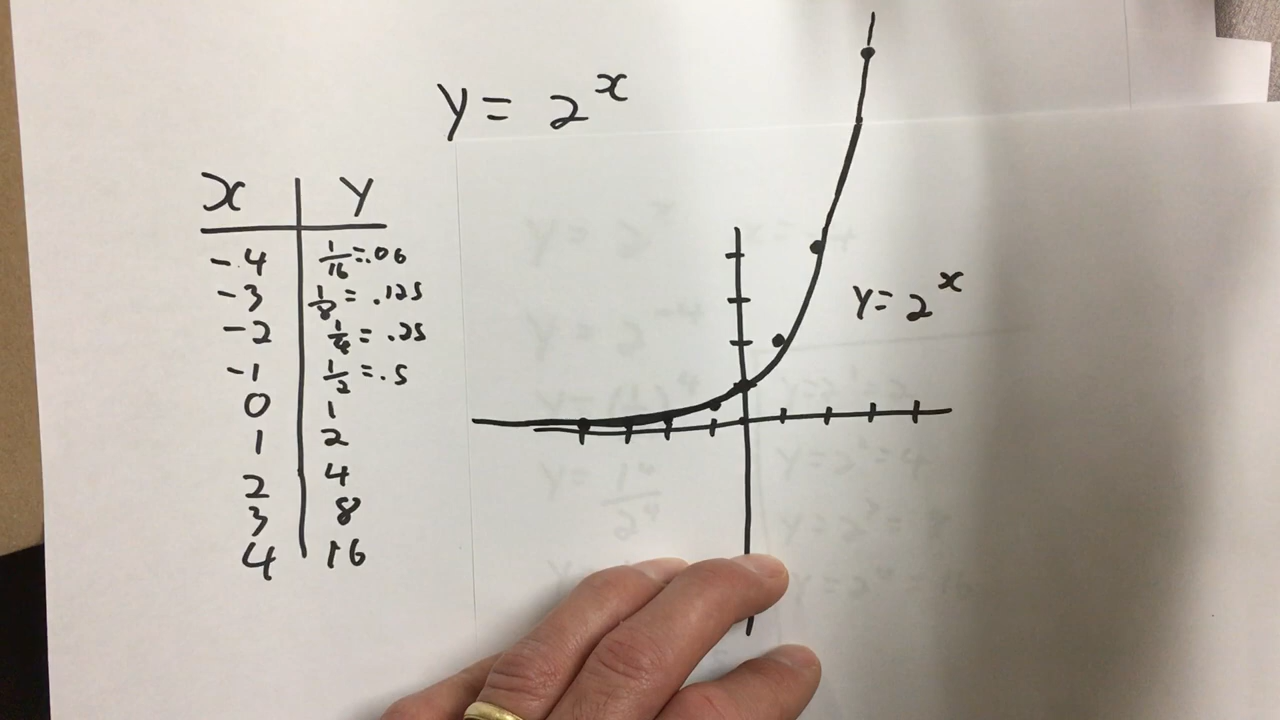 y = 2^x
x | y
-4 | 1/16 = .06
-3 | 1/8 = .125
-2 | 1/4 = .25
-1 | 1/2 = .5
0 | 1
1 | 2
2 | 4
3 | 8
4 | 16
y = 2^x